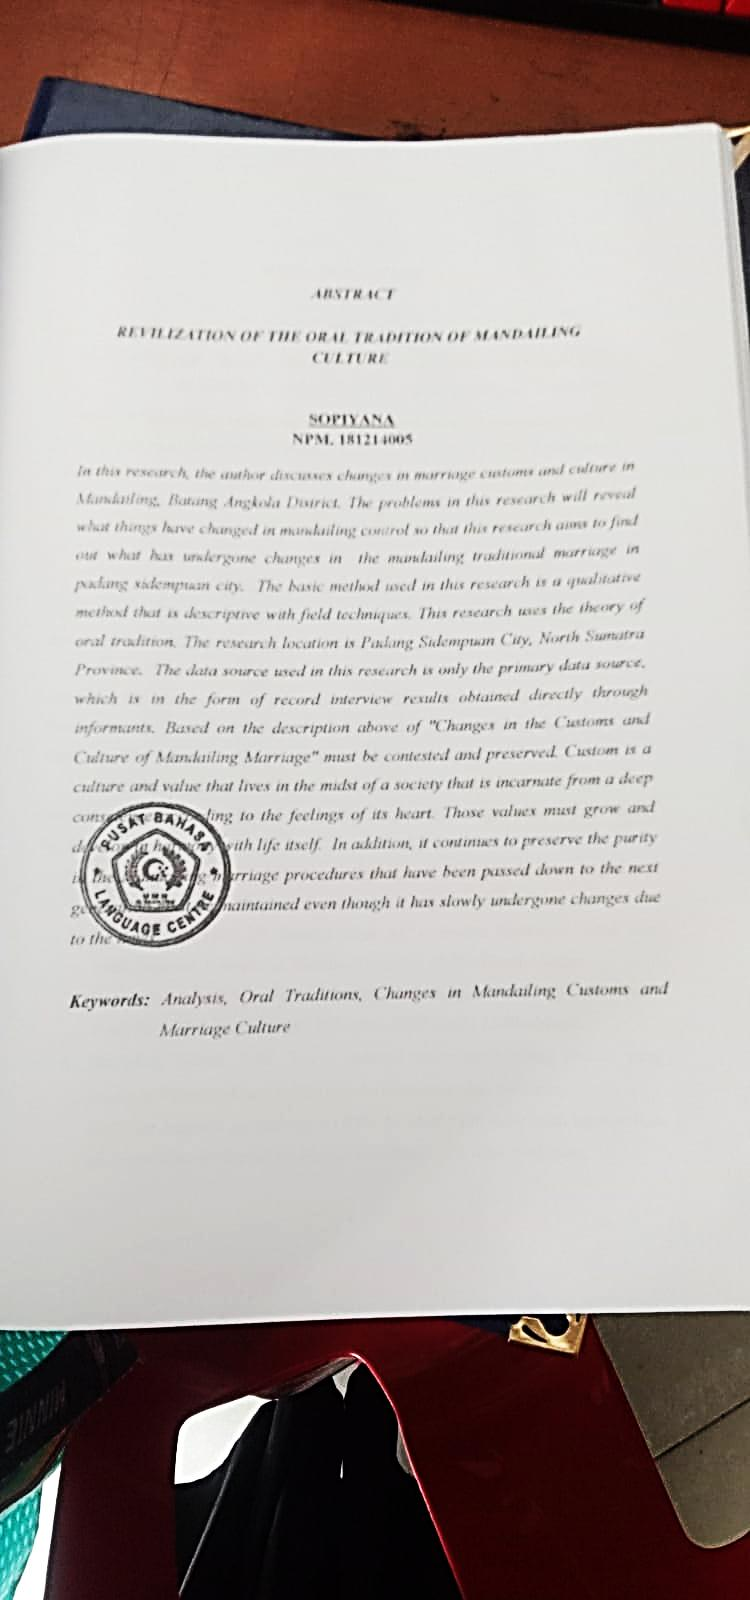 ABSTRACT
REVILIZATION OF THE ORAL TRADITION OF MANDAILING
CULTURE
SOPIYANA
NPM. 181214005
In this research, the author discusses changes in marriage customs and culture in
Mandailing, Batang Angkola District. The problems in this research will reveal
what things have changed in mandailing control so that this research aims to find
out what has undergone changes in the mandailing traditional marriage in
padang sidempuan city. The basic method used in this research is a qualitative
method that is descriptive with field techniques. This research uses the theory of
oral tradition. The research location is Padang Sidempuan City, North Sumatra
Province. The data source used in this research is only the primary data source,
which is in the form of record interview results obtained directly through
informants. Based on the description above of "Changes in the Customs and
Culture of Mandailing Marriage" must be contested and preserved. Custom is a
culture and value that lives in the midst of a society that is incarnate from a deep
to the feelings of its heart. Those values must grow and
with life itself. In addition, it continues to preserve the purity
marriage procedures that have been passed down to the next
maintained even though it has slowly undergone changes due
to the
PUSAT BAHASA
LANGUAGE CENTRE
Keywords: Analysis, Oral Traditions, Changes in Mandailing Customs and
Marriage Culture
MINNIE